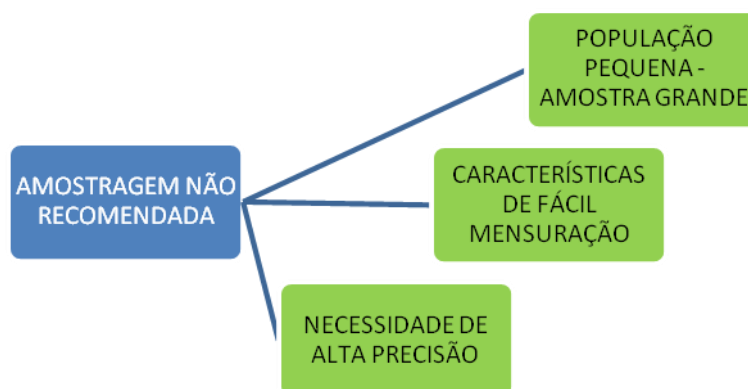 POPULAÇÃO
PEQUENA -
AMOSTRA GRANDE
AMOSTRAGEM NÃO
RECOMENDADA
CARACTERÍSTICAS
DE FÁCIL
MENSURAÇÃO
NECESSIDADE DE
ALTA PRECISÃO